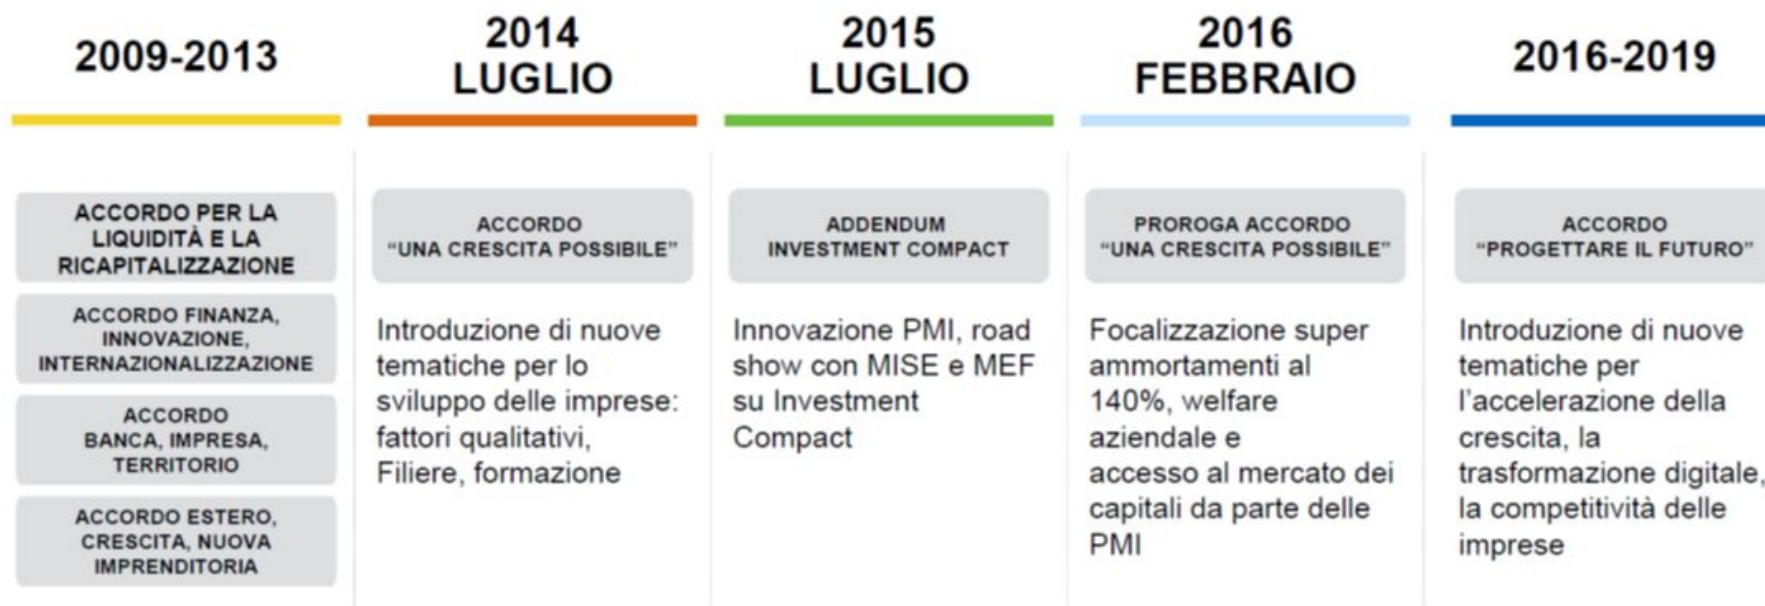 2009-2013
ACCORDO PER LA
LIQUIDITÀ E LA
RICAPITALIZZAZIONE
ACCORDO FINANZA,
INNOVAZIONE,
INTERNAZIONALIZZAZIONE
ACCORDO
BANCA, IMPRESA,
TERRITORIO
ACCORDO ESTERO,
CRESCITA, NUOVA
IMPRENDITORIA
2014
LUGLIO
ACCORDO
“UNA CRESCITA POSSIBILE”
Introduzione di nuove
tematiche per lo
sviluppo delle imprese:
fattori qualitativi,
Filiere, formazione
2015
LUGLIO
ADDENDUM
INVESTMENT COMPACT
Innovazione PMI, road
show con MISE e MEF
su Investment
Compact
2016
FEBBRAIO
PROROGA ACCORDO
“UNA CRESCITA POSSIBILE”
Focalizzazione super
ammortamenti al
140%, welfare
aziendale e
accesso al mercato dei
capitali da parte delle
PMI
2016-2019
ACCORDO
“PROGETTARE IL FUTURO”
Introduzione di nuove
tematiche per
l’accelerazione della
crescita, la
trasformazione digitale,
la competitività delle
imprese